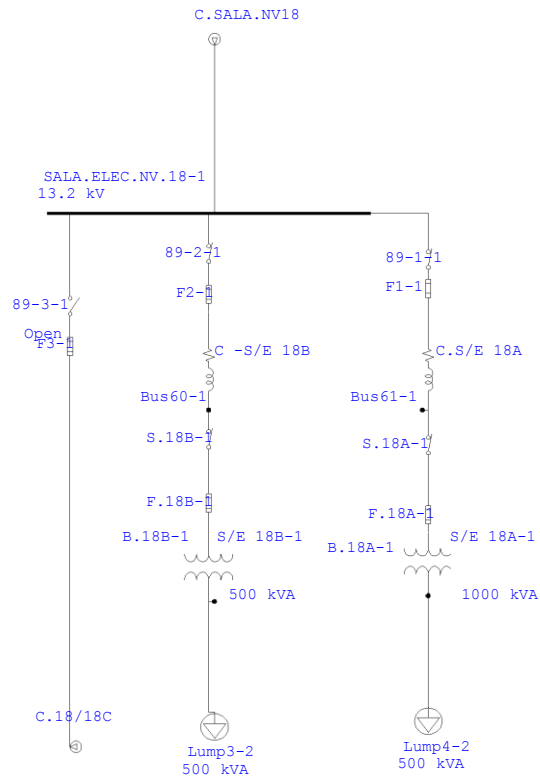 C.SALA.NV18
SALA.ELEC.NV.18-1
13.2 kV
89-2-1
89-1-1
F2-1
F1-1
89-3-1
Open
F3-1
C -S/E 18B
C.S/E 18A
Bus60-1
Bus61-1
S.18B-1
S.18A-1
F.18B-1
F.18A-1
B.18B-1
S/E 18B-1
B.18A-1
S/E 18A-1
500 kVA
1000 kVA
C.18/18C
Lump3-2
500 kVA
Lump4-2
500 kVA